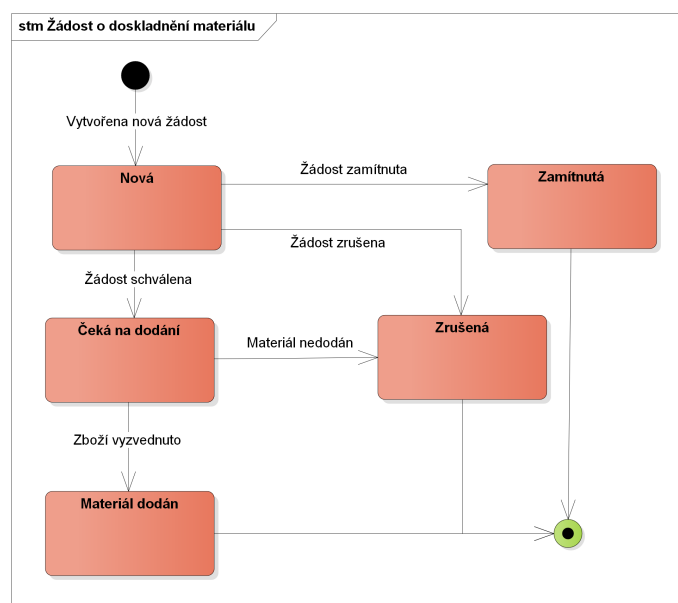 stm Žádost o doskladnění materiálu
Vytvořena nová žádost
Nová
Žádost zamítnuta
Zamítnutá
Žádost zrušena
Žádost schválena
Čeká na dodání
Materiál nedodán
Zrušená
Zboží vyzvednuto
Materiál dodán